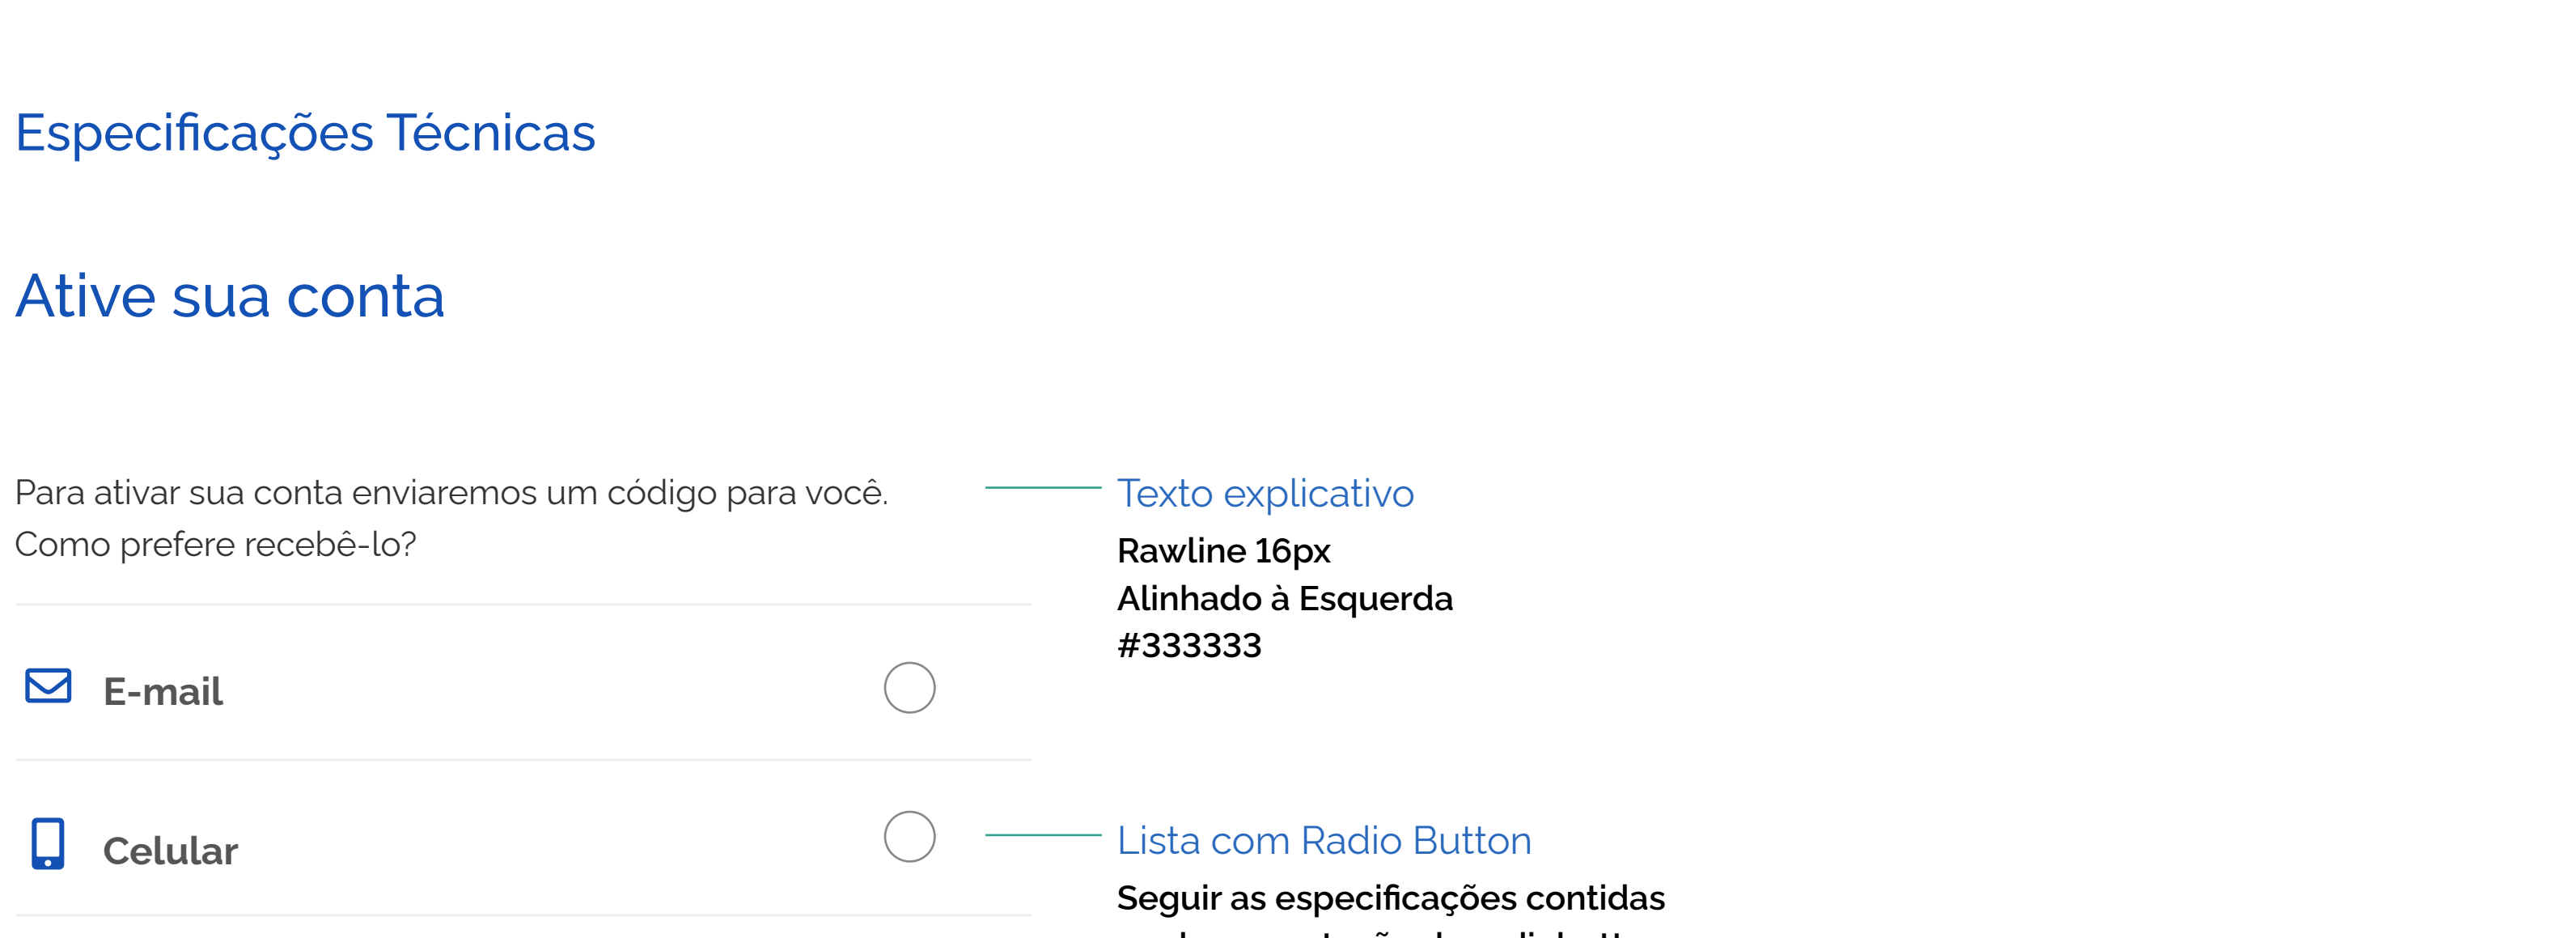 Especificações Técnicas
Ative sua conta
Para ativar sua conta enviaremos um código para você.
Como prefere recebê-lo?
E-mail
Celular
Texto explicativo
Rawline 16px
Alinhado à Esquerda
#333333
Lista com Radio Button
Seguir as especificações contidas